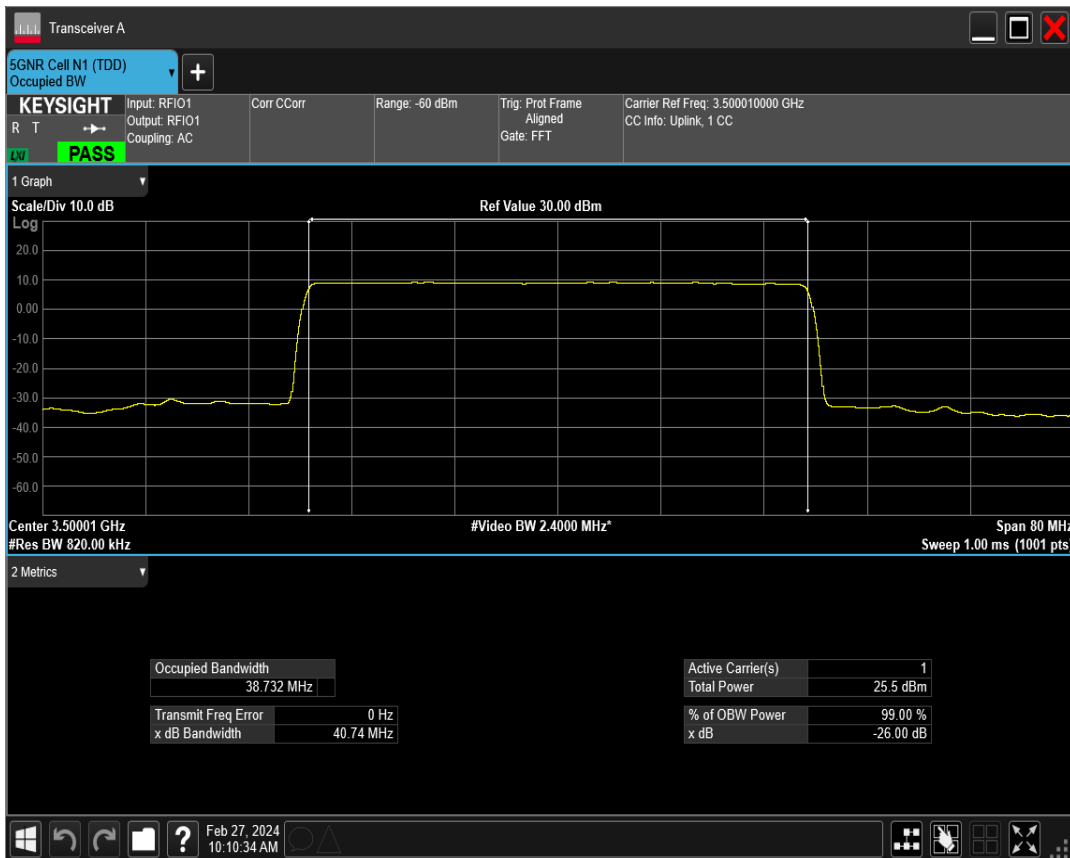 Transceiver A
5GNR Cell N1 (TDD)
Occupied BW
+
KEYSIGHT
R T
LXI
PASS
Input: RFIO1
Output: RFIO1
Coupling: AC
Corr CCorr
Range: -60 dBm
Trig: Prot Frame
Aligned
Gate: FFT
Carrier Ref Freq: 3.500010000 GHz
CC Info: Uplink, 1 CC
1 Graph
Scale/Div 10.0 dB
Ref Value 30.00 dBm
Log
20.0
10.0
0.00
-10.0
-20.0
-30.0
-40.0
-50.0
-60.0
Center 3.50001 GHz
#Video BW 2.4000 MHz*
Span 80 MHz
#Res BW 820.00 kHz
Sweep 1.00 ms (1001 pts)
2 Metrics
Occupied Bandwidth
38.732 MHz
Transmit Freq Error 0 Hz
x dB Bandwidth 40.74 MHz
Active Carrier(s) 1
Total Power 25.5 dBm
% of OBW Power 99.00 %
x dB -26.00 dB
?
Feb 27, 2024
10:10:34 AM